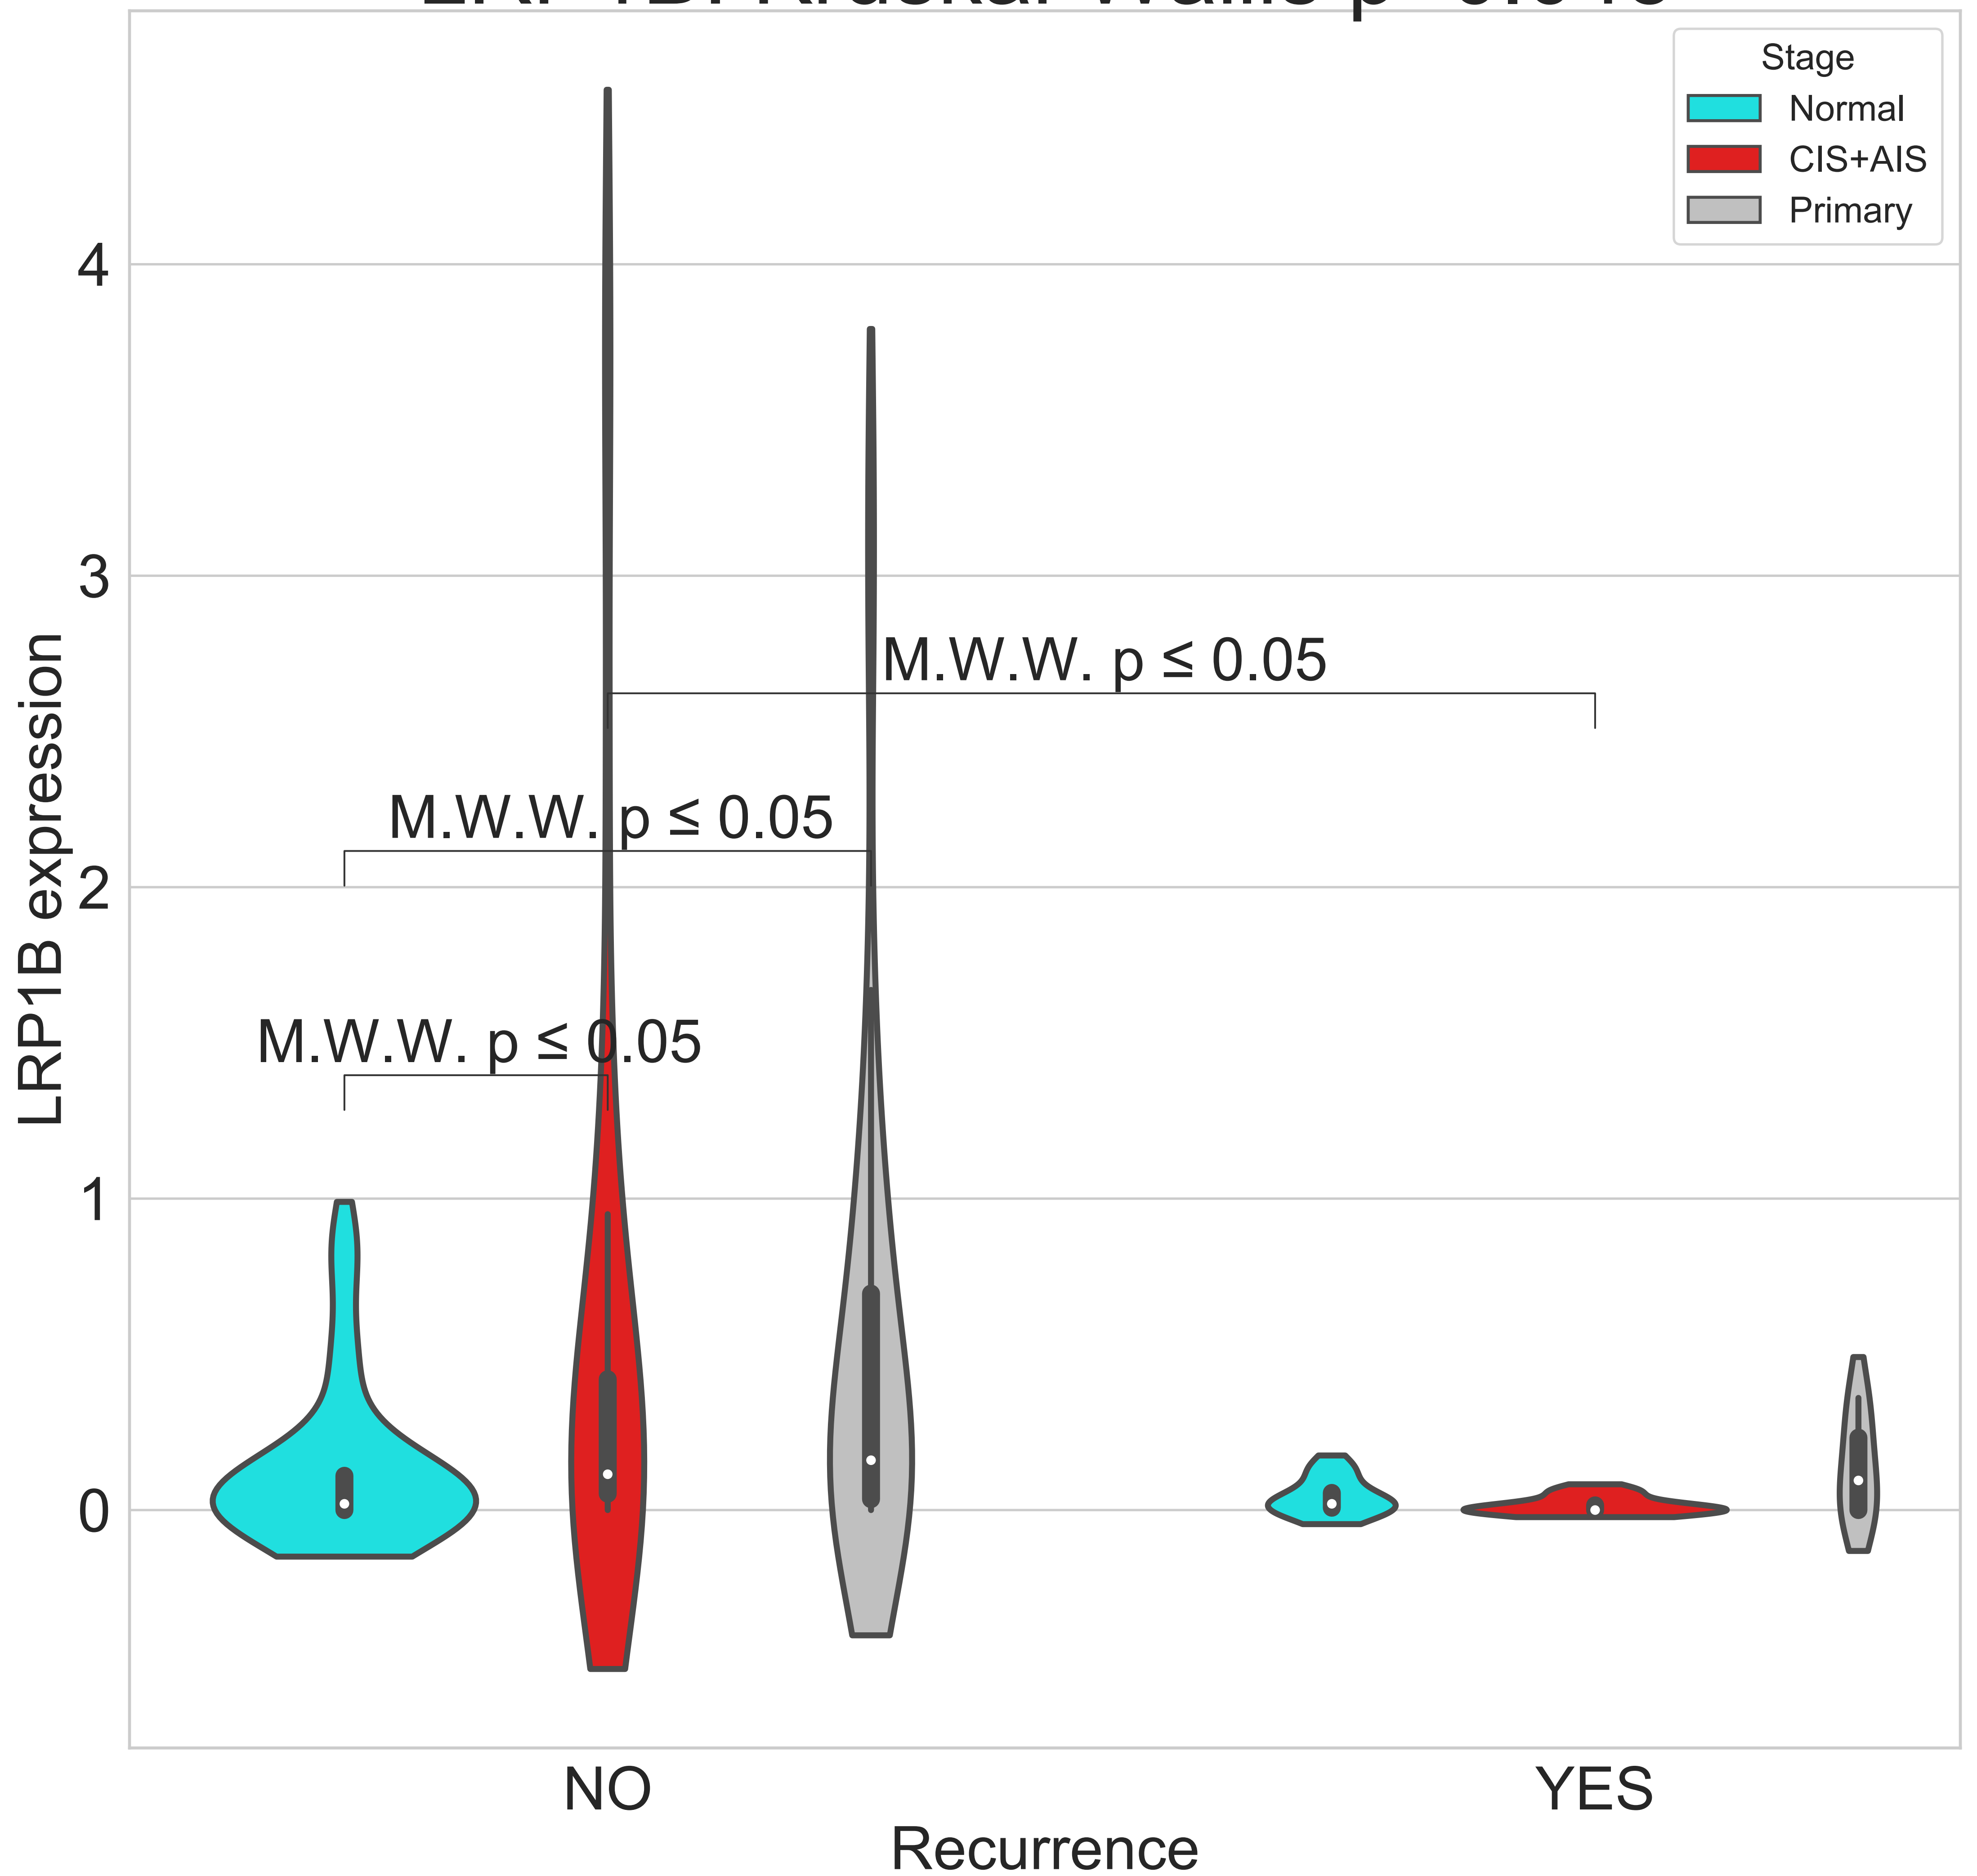 Stage
Normal
CIS+AIS
Primary
4
3
2
1
0
LRP1B expression
M.W.W. p ≤ 0.05
M.W.W. p ≤ 0.05
M.W.W. p ≤ 0.05
NO
YES
Recurrence